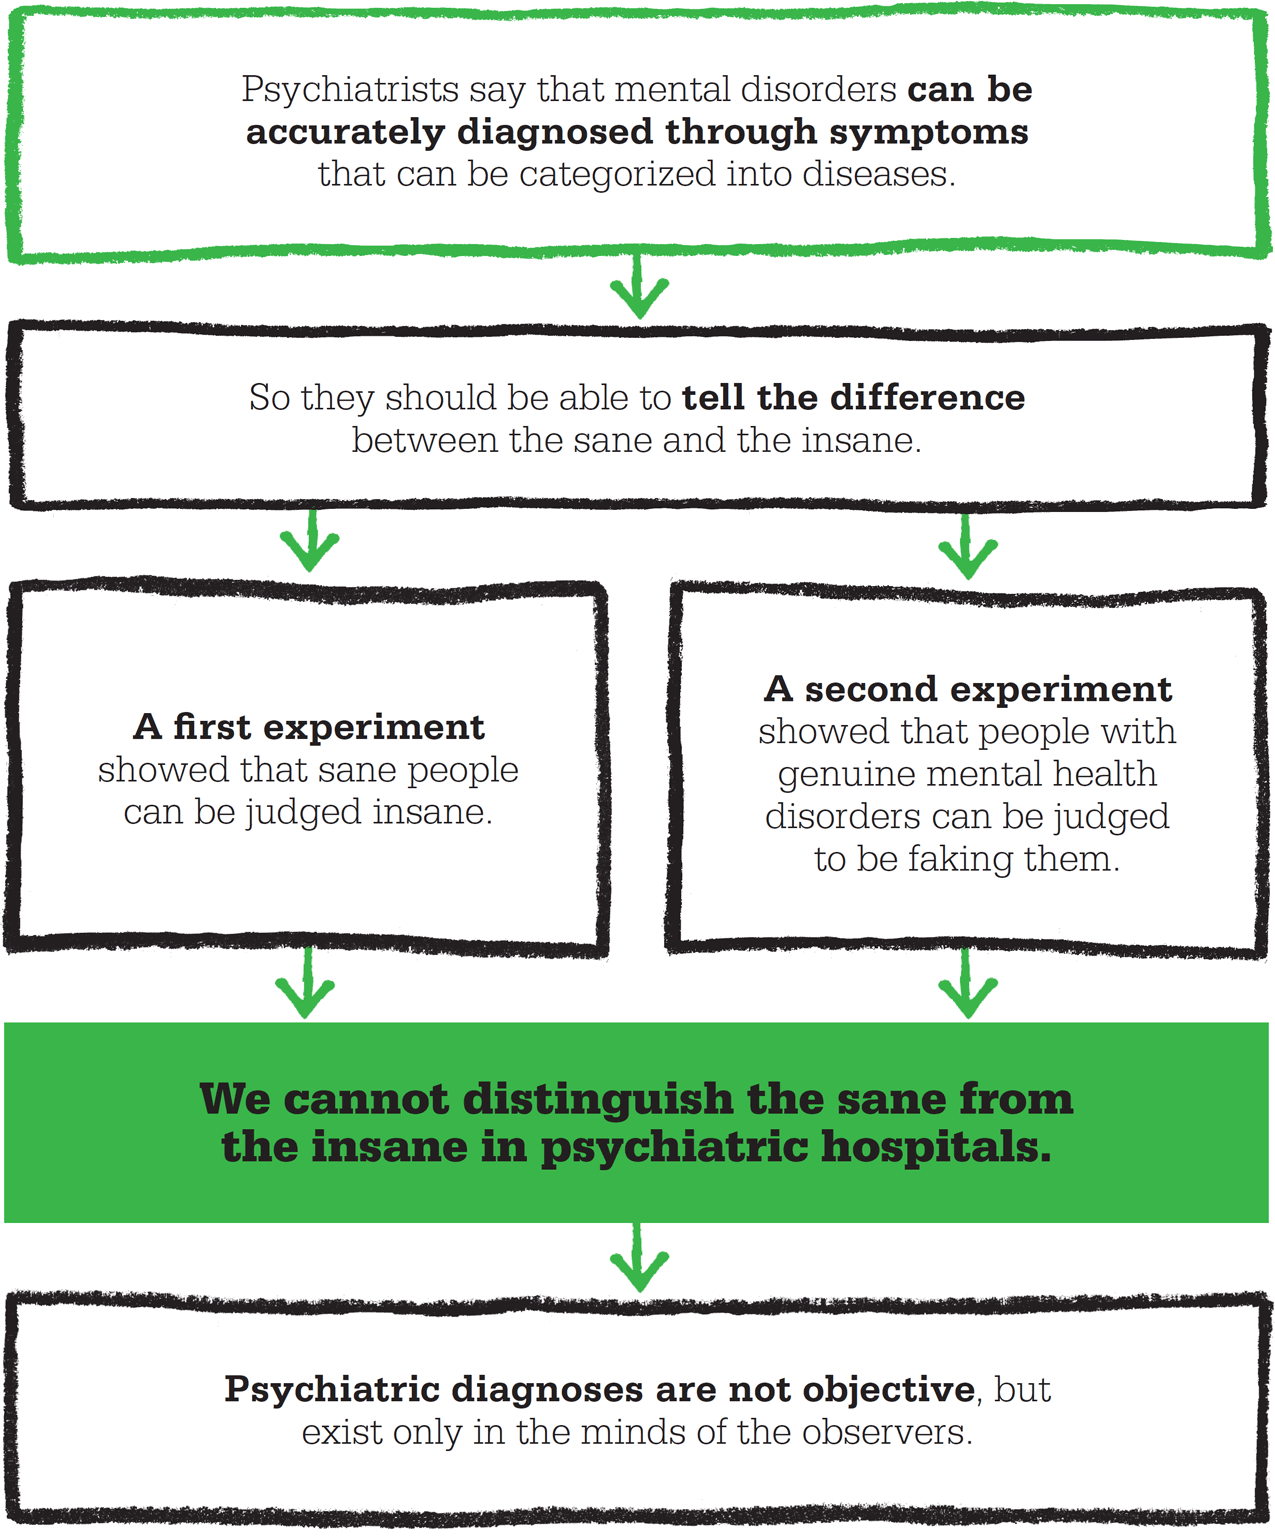 Psychiatrists say that mental disorders can be
accurately diagnosed through symptoms
that can be categorized into diseases.
So they should be able to tell the difference
between the sane and the insane.
A first experiment
showed that sane people
can be judged insane.
A second experiment
showed that people with
genuine mental health
disorders can be judged
to be faking them.
We cannot distinguish the sane from
the insane in psychiatric hospitals.
Psychiatric diagnoses are not objective, but
exist only in the minds of the observers.